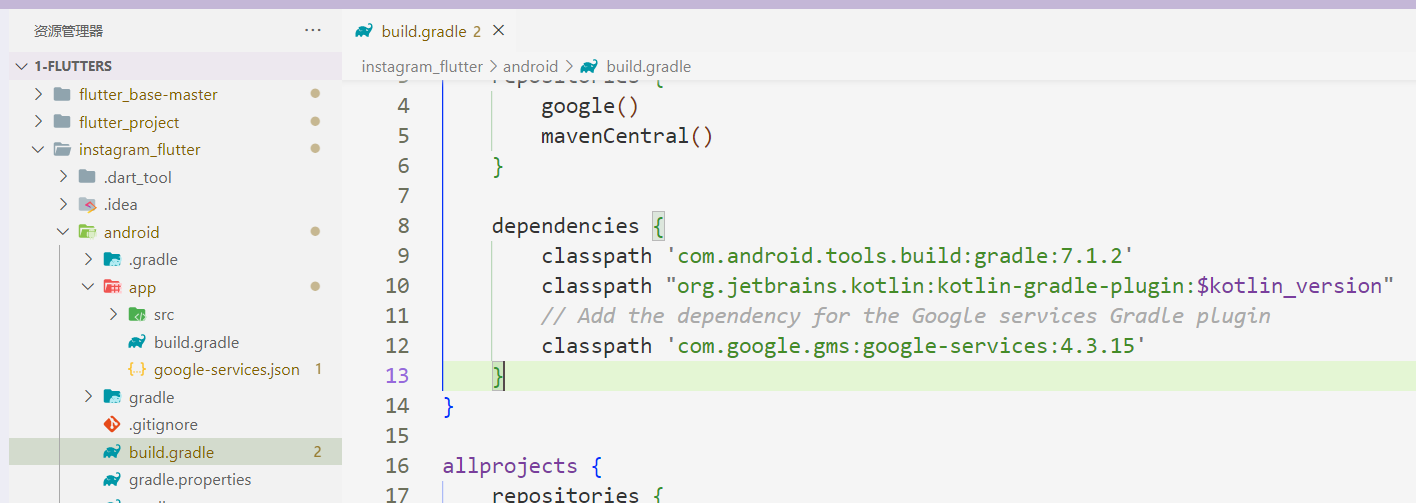 资源管理器 ···
1-FLUTTERS
flutter_base-master
flutter_project
instagram_flutter
.dart_tool
.idea
android
.gradle
app
src
build.gradle
google-services.json 1
gradle
.gitignore
build.gradle 2
gradle.properties
build.gradle 2
instagram_flutter > android > build.gradle
3 repositories {
4 google()
5 mavenCentral()
6 }
7
8 dependencies {
9 classpath 'com.android.tools.build:gradle:7.1.2'
10 classpath "org.jetbrains.kotlin:kotlin-gradle-plugin:$kotlin_version"
11 // Add the dependency for the Google services Gradle plugin
12 classpath 'com.google.gms:google-services:4.3.15'
13 }
14 }
15
16 allprojects {
17 repositories {